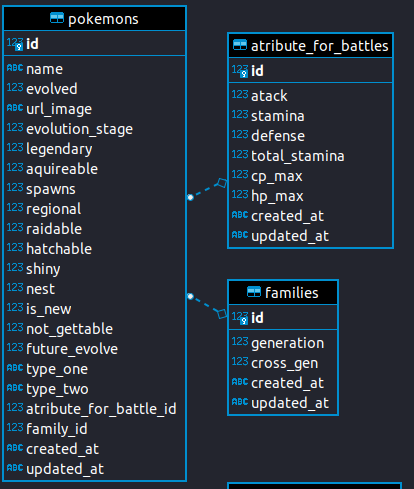 pokemons
123 id
ABC name
123 evolved
ABC url_image
123 evolution_stage
123 legendary
123 aquireable
123 spawns
123 regional
123 raidable
123 hatchable
123 shiny
123 nest
123 is_new
123 not_gettable
123 future_evolve
ABC type_one
ABC type_two
123 atribute_for_battle_id
123 family_id
ABC created_at
ABC updated_at
atribute_for_battles
123 id
123 atack
123 stamina
123 defense
123 total_stamina
123 cp_max
123 hp_max
ABC created_at
ABC updated_at
families
123 id
123 generation
123 cross_gen
ABC created_at
ABC updated_at